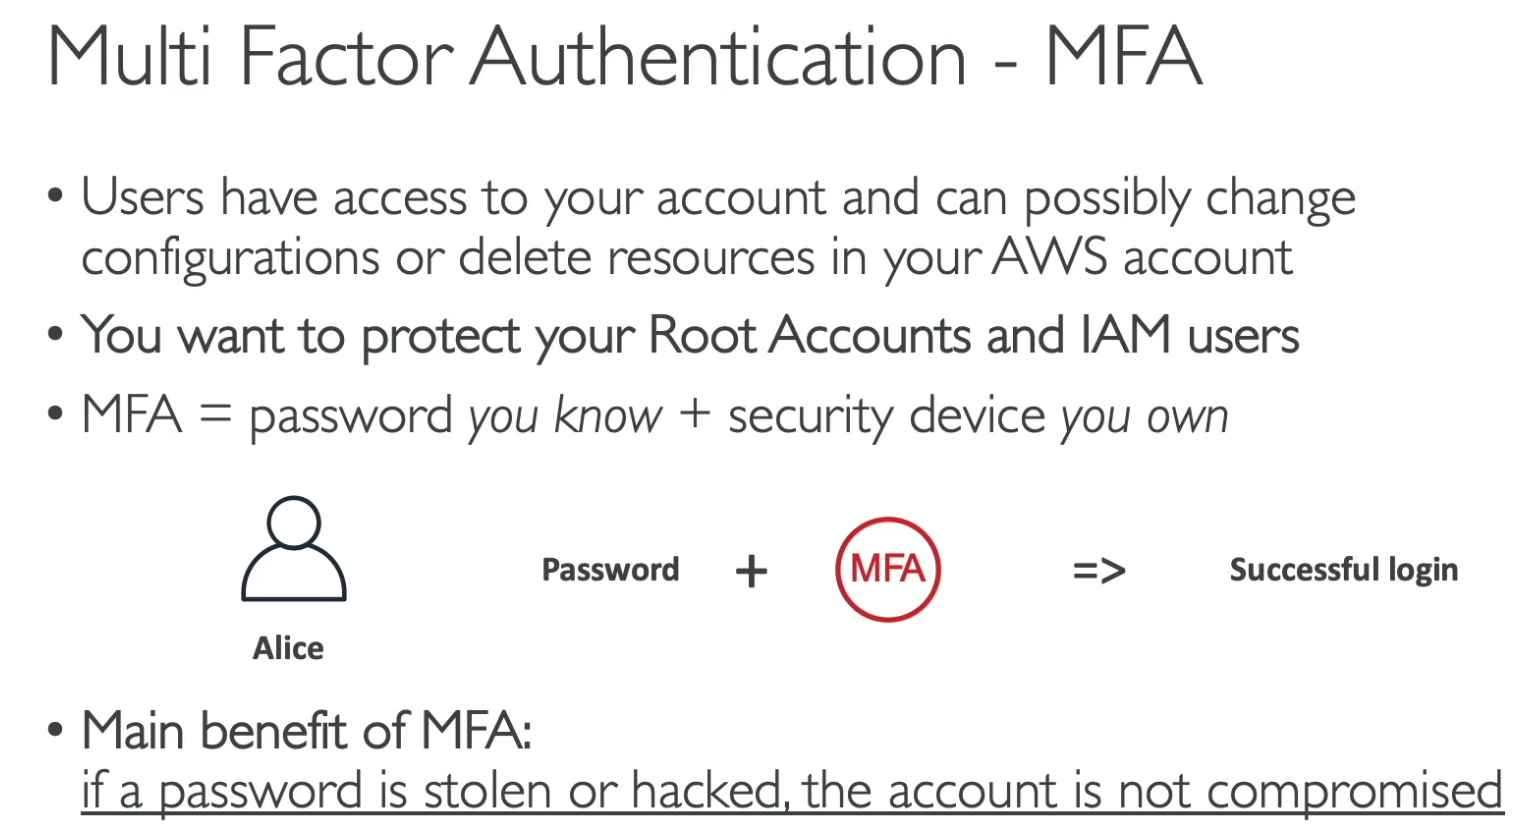 Multi Factor Authentication - MFA
• Users have access to your account and can possibly change
configurations or delete resources in your AWS account
• You want to protect your Root Accounts and IAM users
• MFA = password you know + security device you own
Password + MFA => Successful login
Alice
• Main benefit of MFA:
if a password is stolen or hacked, the account is not compromised